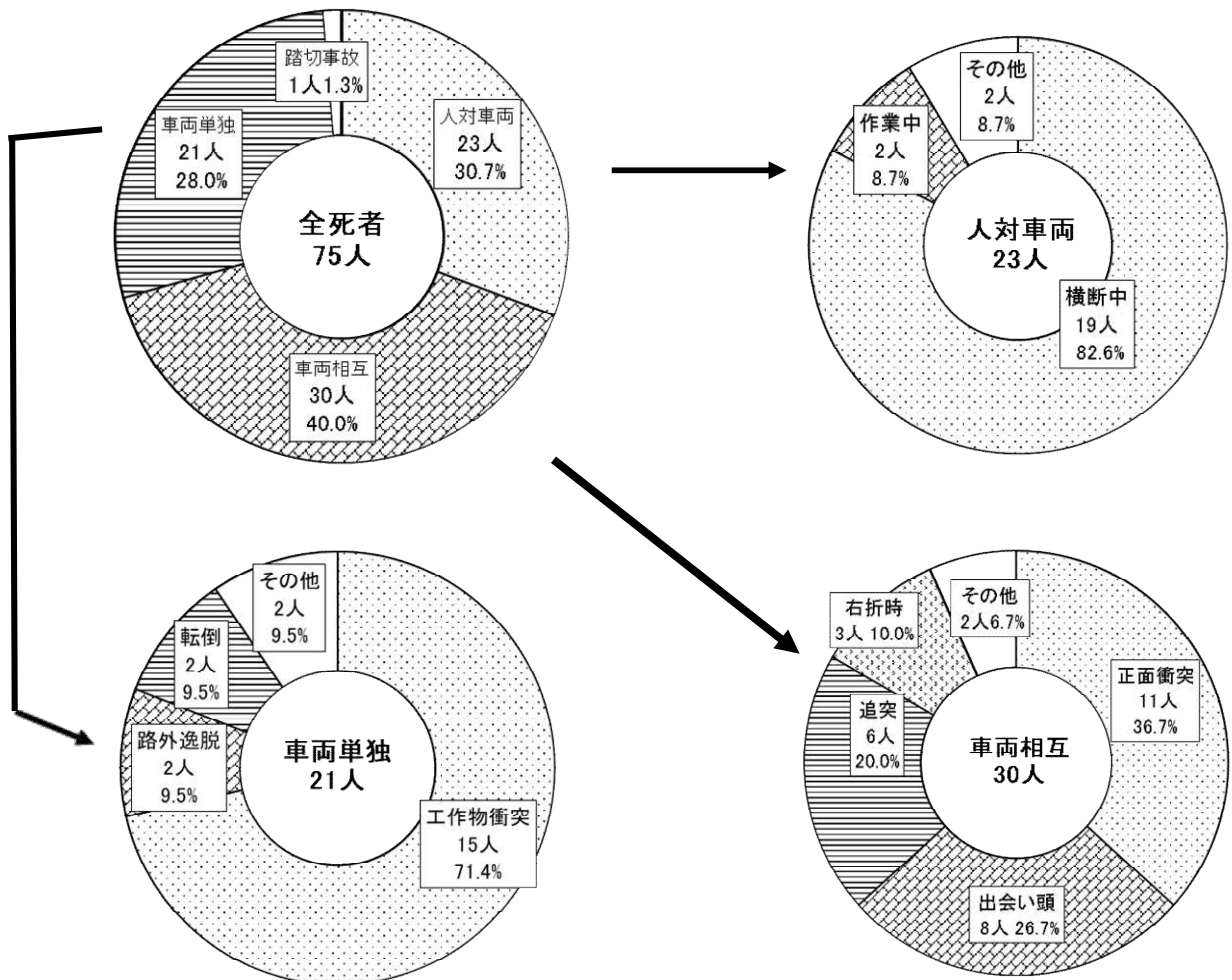 踏切事故
1人1.3%
人対車両
23人
30.7%
車両単独
21人
28.0%
全死者
75人
車両相互
30人
40.0%
その他
2人
8.7%
作業中
2人
8.7%
人対車両
23人
横断中
19人
82.6%
その他
2人
9.5%
転倒
2人
9.5%
路外逸脱
2人
9.5%
車両単独
21人
工作物衝突
15人
71.4%
右折時
3人 10.0%
その他
2人6.7%
正面衝突
11人
36.7%
追突
6人
20.0%
車両相互
30人
出会い頭
8人 26.7%